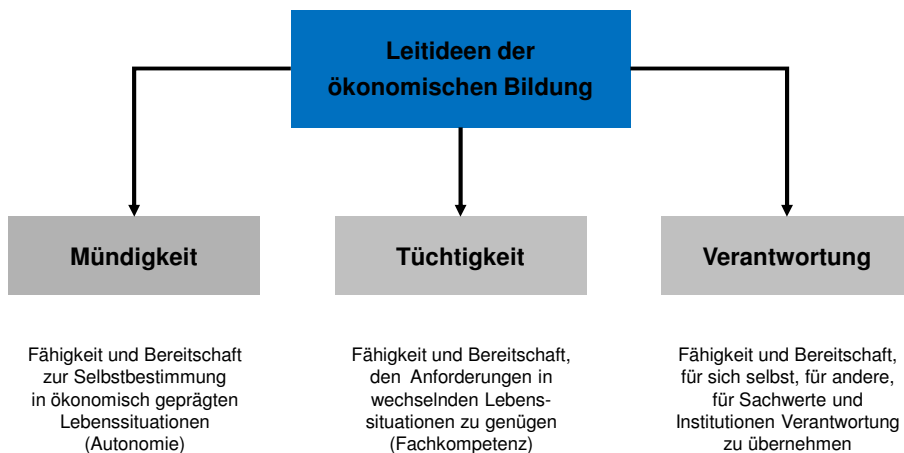 Leitideen der
ökonomischen Bildung
Mündigkeit
Tüchtigkeit
Verantwortung
Fähigkeit und Bereitschaft
zur Selbstbestimmung
in ökonomisch geprägten
Lebenssituationen
(Autonomie)
Fähigkeit und Bereitschaft,
den Anforderungen in
wechselnden Lebens-
situationen zu genügen
(Fachkompetenz)
Fähigkeit und Bereitschaft,
für sich selbst, für andere,
für Sachwerte und
Institutionen Verantwortung
zu übernehmen